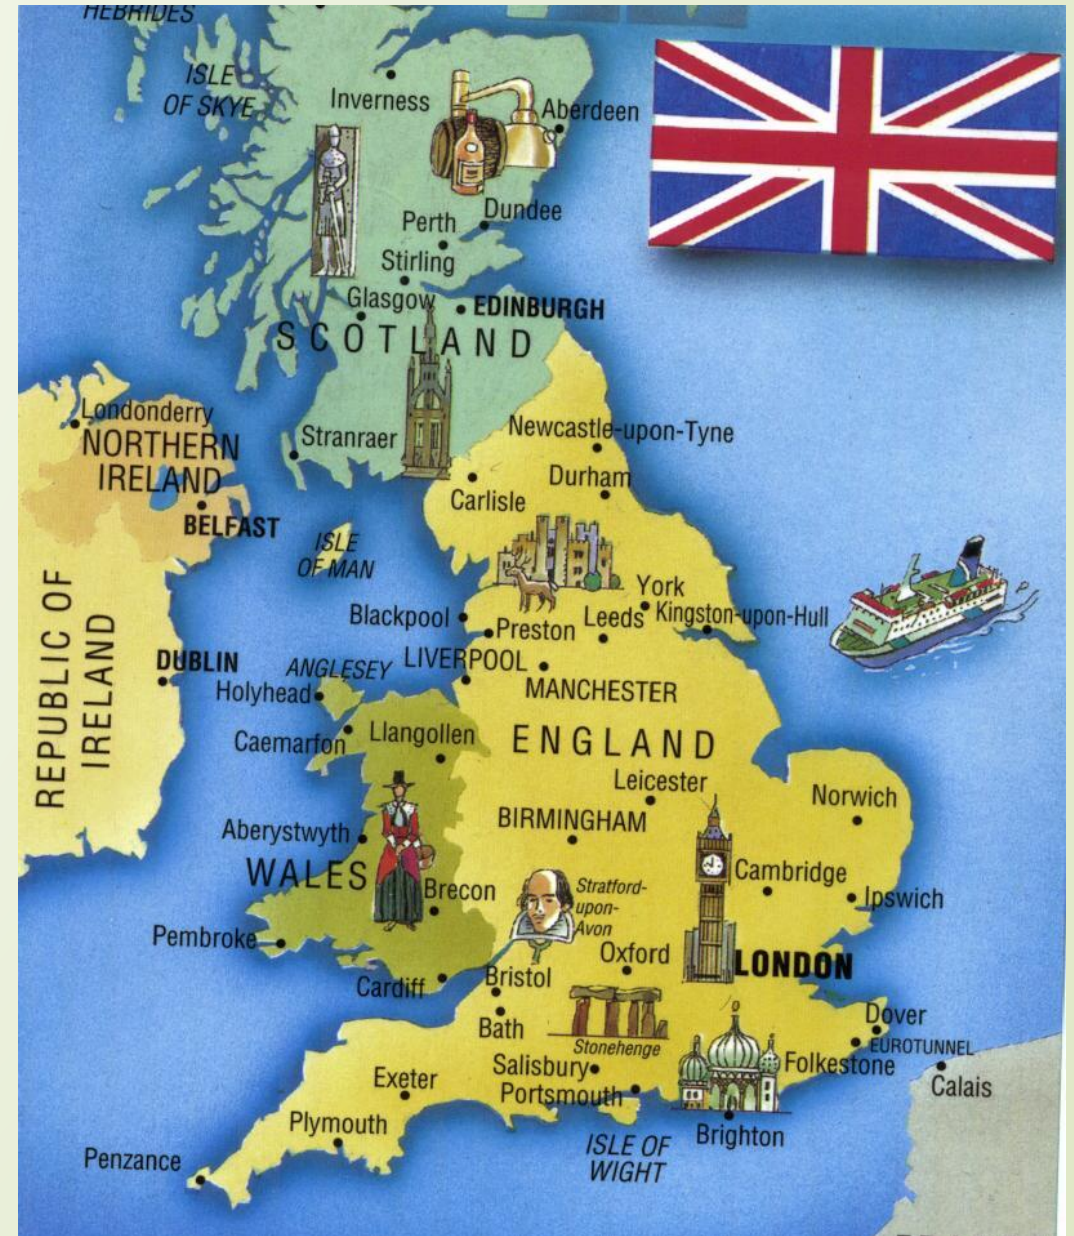 HEBRIDES
ISLE
OF SKYE
Inverness
Aberdeen
Dundee
Perth
Stirling
Glasgow
EDINBURGH
SCOTLAND
Londonderry
NORTHERN
IRELAND
BELFAST
Stranraer
Newcastle-upon-Tyne
Durham
Carlisle
ISLE
OF MAN
REPUBLIC OF
IRELAND
York
Blackpool
Leeds
Kingston-upon-Hull
Preston
DUBLIN
ANGLESEY
LIVERPOOL
Holyhead
MANCHESTER
Caemarfon
Llangollen
ENGLAND
Leicester
Norwich
BIRMINGHAM
Aberystwyth
WALES
Brecon
Stratford-
upon-
Avon
Cambridge
Ipswich
Pembroke
Oxford
LONDON
Cardiff
Bristol
Bath
Stonehenge
Dover
EUROTUNNEL
Folkestone
Salisbury
Portsmouth
Calais
Exeter
Plymouth
Brighton
ISLE OF
WIGHT
Penzance